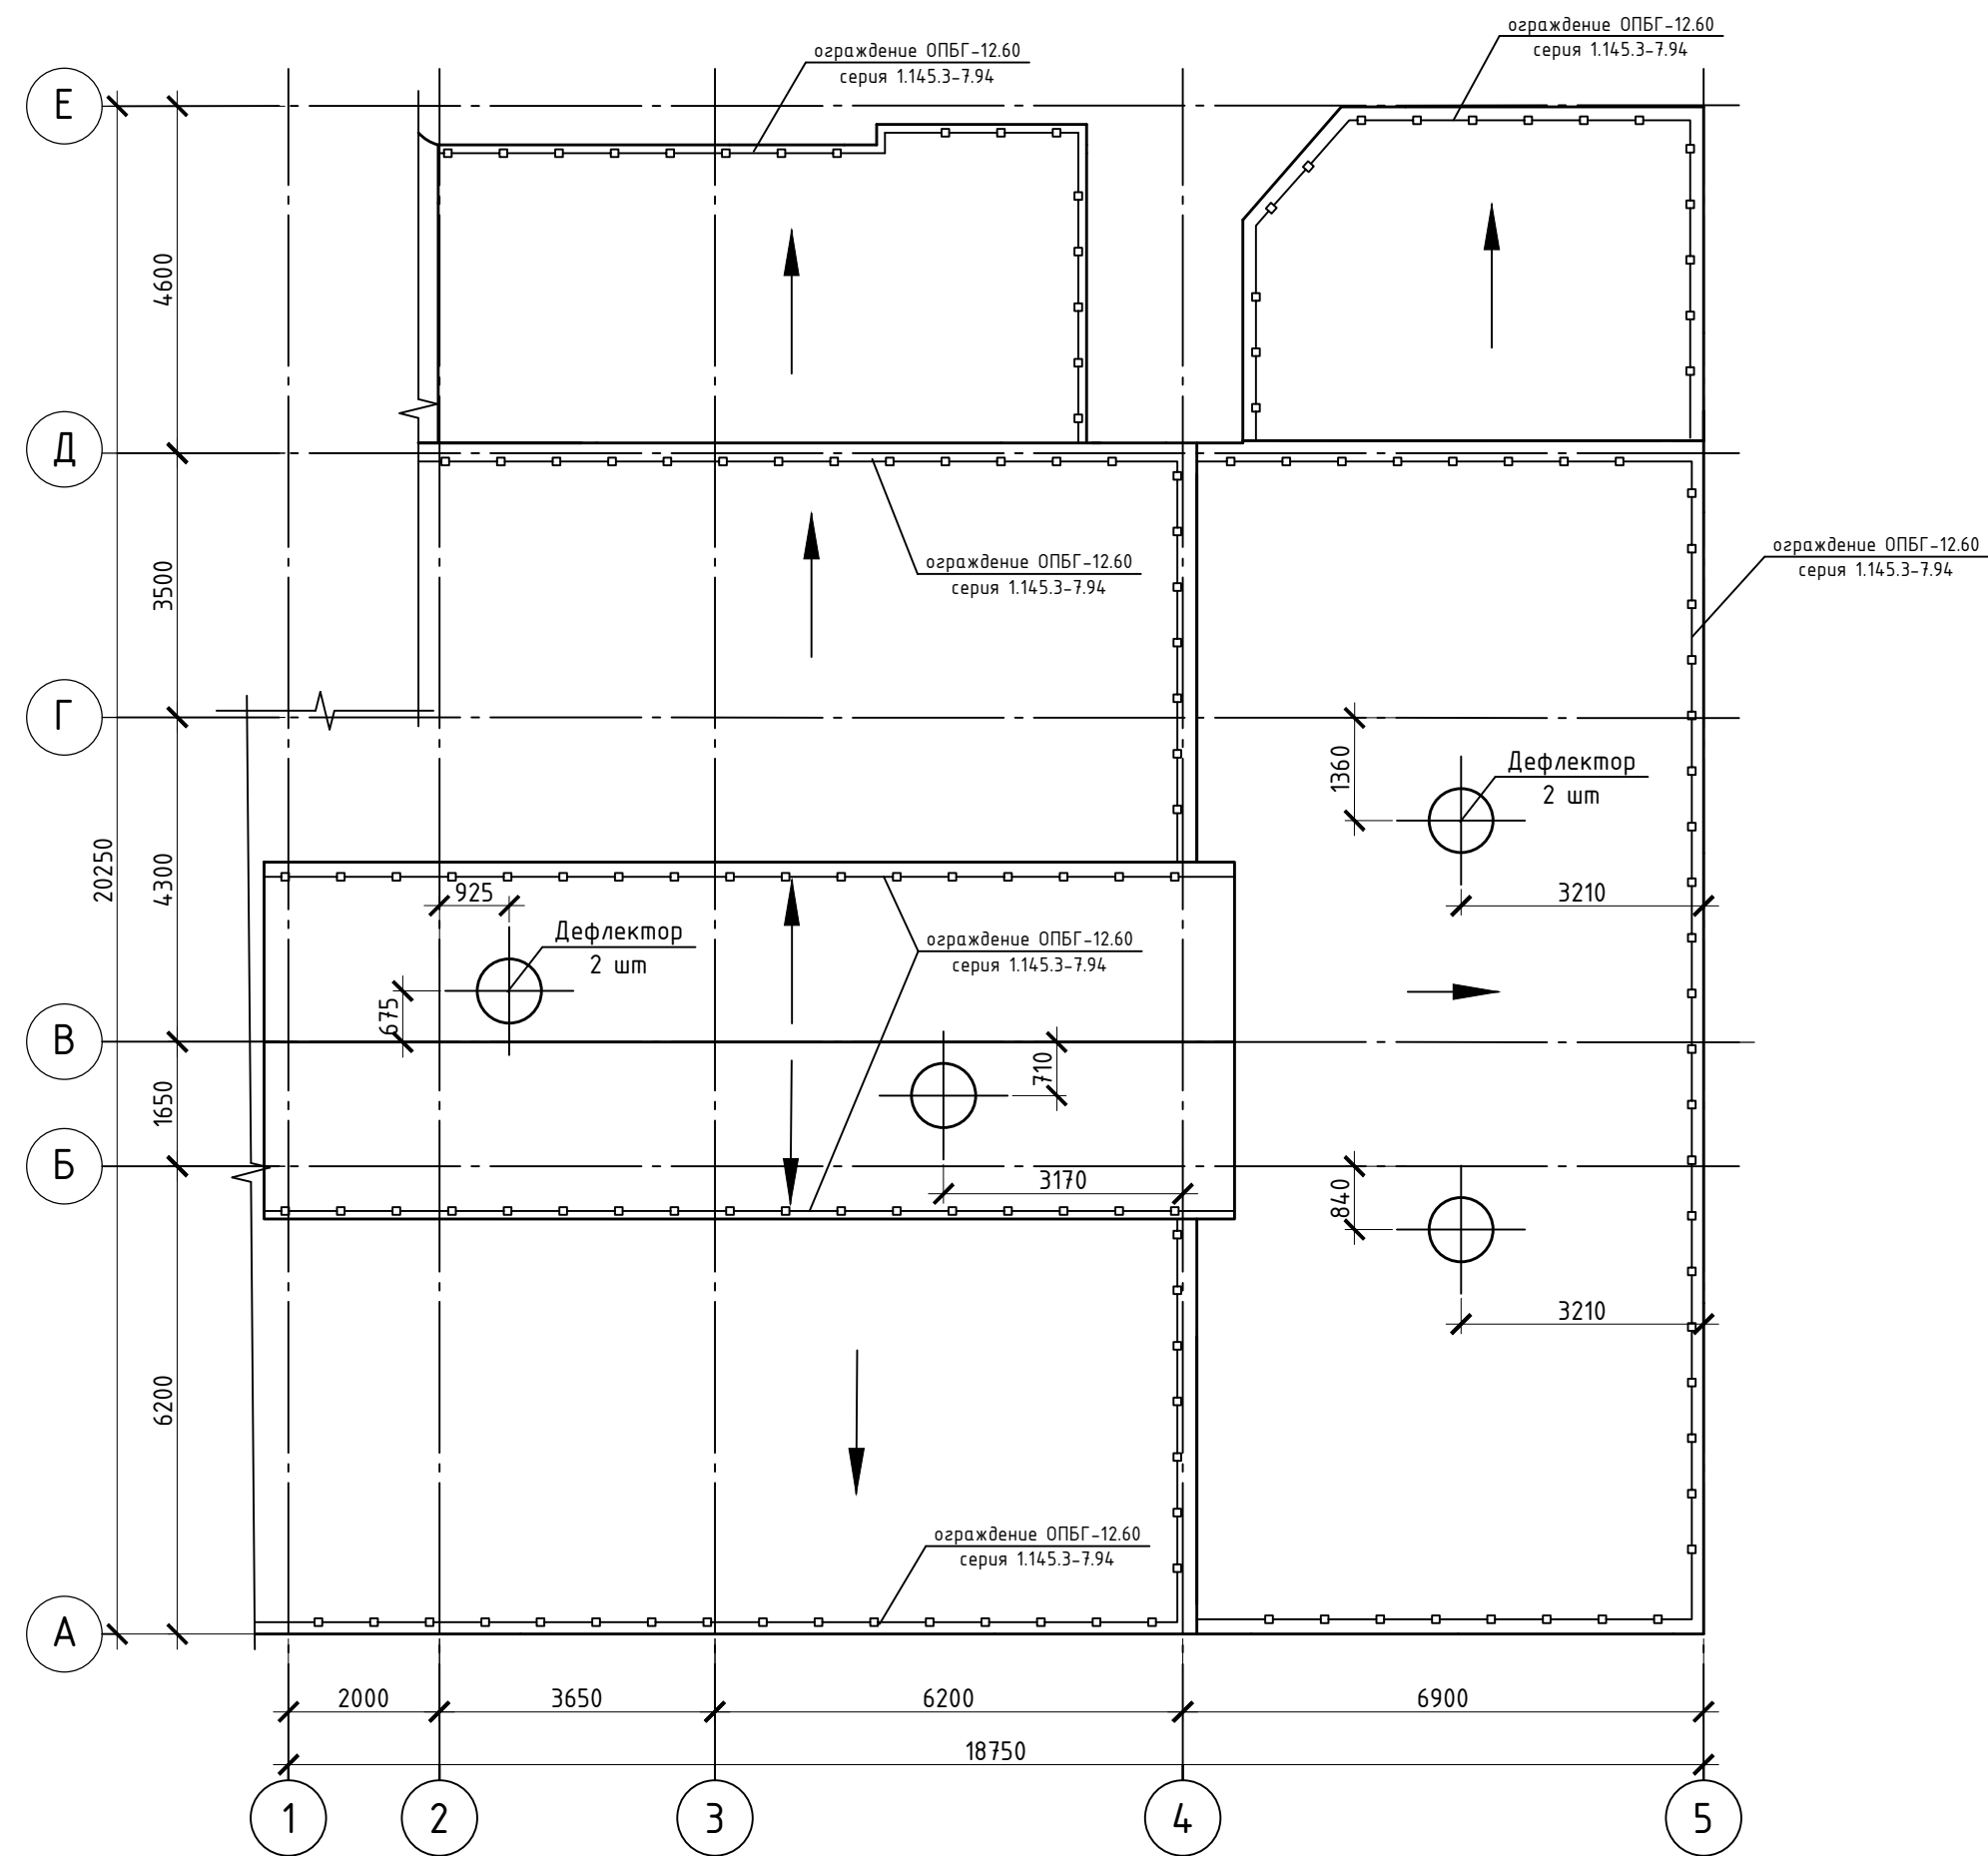 ограждение ОПБГ-12.60
серия 1.145.3-7.94
ограждение ОПБГ-12.60
серия 1.145.3-7.94
Е
4600
Д
3500
ограждение ОПБГ-12.60
серия 1.145.3-7.94
ограждение ОПБГ-12.60
серия 1.145.3-7.94
Г
1360
Дефлектор
2 шт
20250
4300
925
3210
Дефлектор
2 шт
ограждение ОПБГ-12.60
серия 1.145.3-7.94
675
В
710
1650
Б
3170
840
3210
6200
ограждение ОПБГ-12.60
серия 1.145.3-7.94
А
2000
3650
6200
6900
18750
1
2
3
4
5